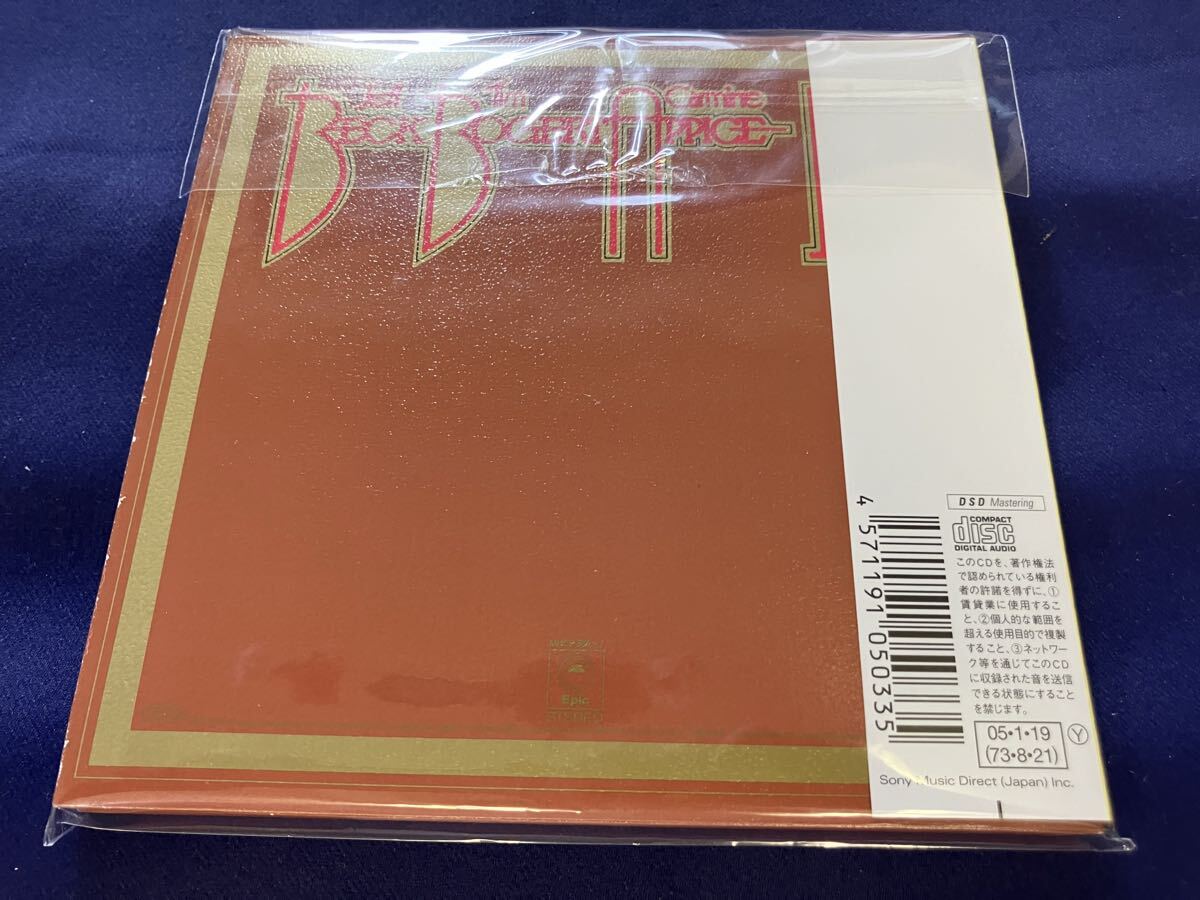 Jeff Tim Carmine
BECK BOGERT APPICE
Epic
STEREO
4 571191 050335
DSD Mastering
COMPACT
disc
DIGITAL AUDIO
このCDを、著作権法
で認められている権利
者の許諾を得ずに、①
賃貸業に使用するこ
と、②個人的な範囲を
超える使用目的で複製
すること、③ネットワー
ク等を通じてこのCD
に収録された音を送信
できる状態にすること
を禁じます。
05・1・19
(73・8・21)
Y
Sony Music Direct (Japan) Inc.